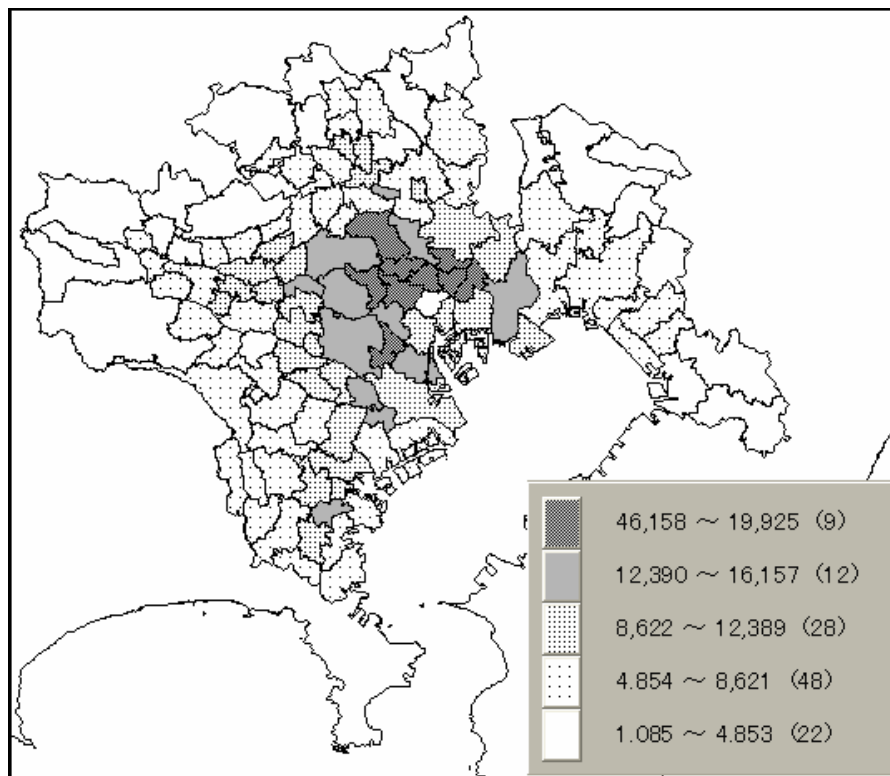 46,158 ～ 19,925 (9)
12,390 ～ 16,157 (12)
8,622 ～ 12,389 (28)
4.854 ～ 8,621 (48)
1.085 ～ 4.853 (22)